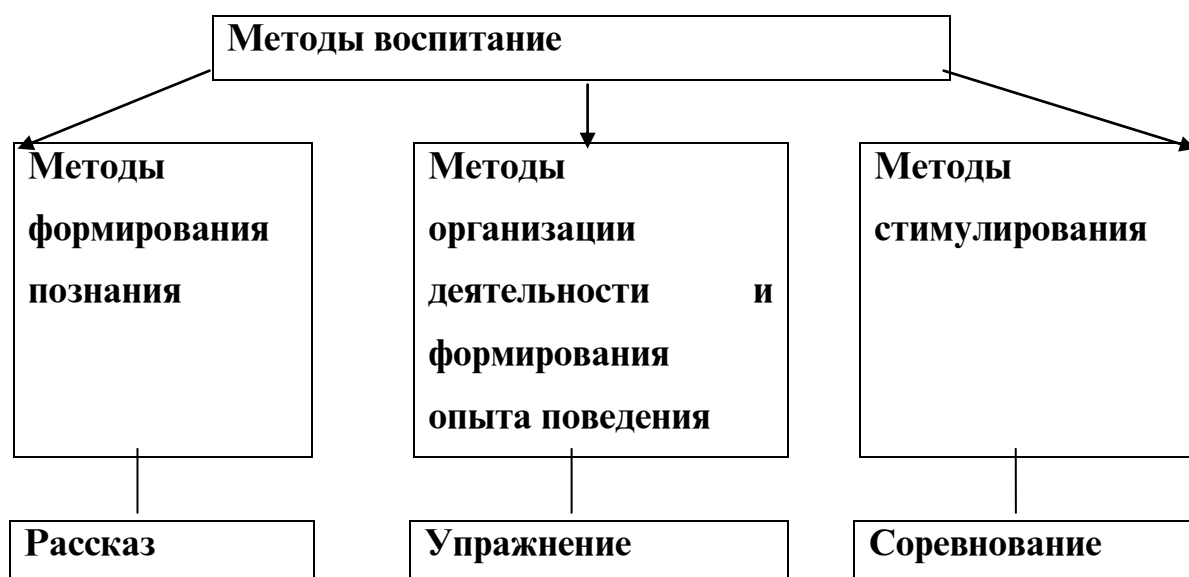 Методы воспитание
Методы
формирования
познания
Методы
организации
деятельности и
формирования
опыта поведения
Методы
стимулирования
Рассказ
Упражнение
Соревнование